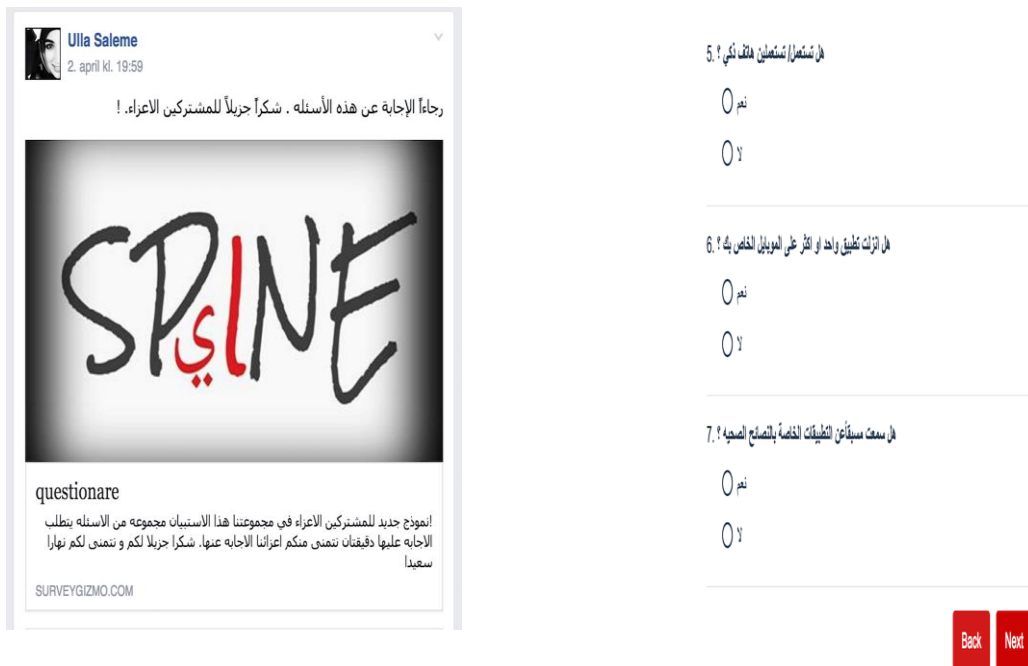 Ulla Saleme
2. april kl. 19:59
رجاءاً الإجابة عن هذه الأسئله . شكراً جزيلاً للمشتركين الاعزاء. !
SPايNE
questionare
انموذج جديد للمشتركين الاعزاء في مجموعتنا هذا الاستبيان مجموعه من الاسئله يتطلب
الاجابه عليها دقيقتان نتمنى منكم اعزائنا الاجابه عنها. شكرا جزيلا لكم و نتمنى لكم نهارا
سعيدا
SURVEYGIZMO.COM
5. هل تستعمل/ تستعملين هاتف ذكي ؟
نعم
لا
6. هل انزلت تطبيق واحد او اكثر على الموبايل الخاص بك ؟
نعم
لا
7. هل سمعت مسبقاًعن التطبيقات الخاصة بالنصائح الصحيه ؟
نعم
لا
Back Next